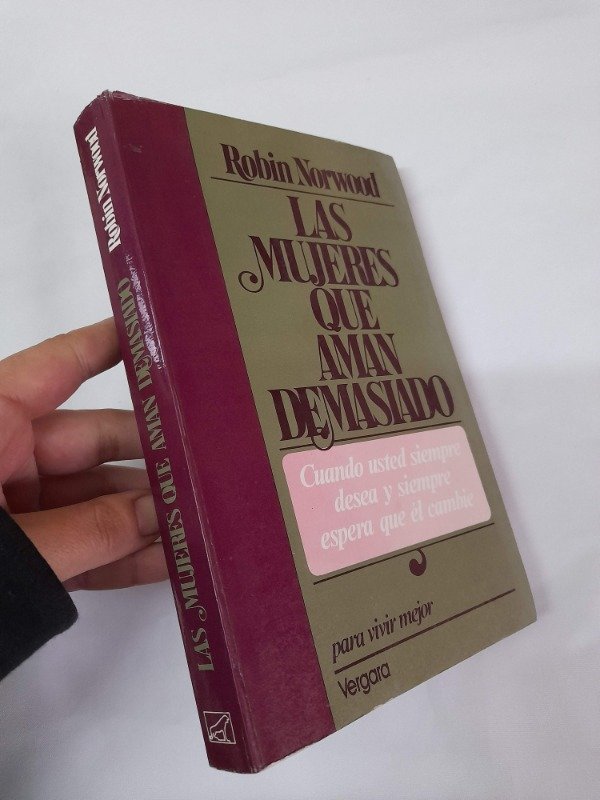 Robin Norwood
LAS
MUJERES
QUE
AMAN
DEMASIADO
Cuando usted siempre
desea y siempre
espera que él cambie
para vivir mejor
Vergara
Robin Norwood
LAS MUJERES QUE AMAN DEMASIADO